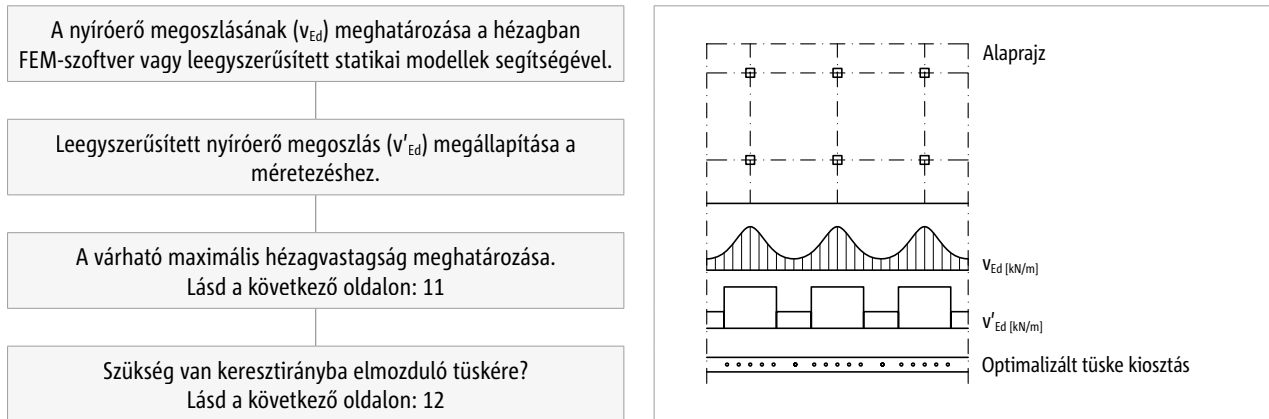 A nyíróerő megoszlásának (vEd) meghatározása a hézagban
FEM-szoftver vagy leegyszerűsített statikai modellek segítségével.
Leegyszerűsített nyíróerő megoszlás (v'Ed) megállapítása a
méretezéshez.
A várható maximális hézagvastagság meghatározása.
Lásd a következő oldalon: 11
Szükség van keresztirányba elmozduló tüskére?
Lásd a következő oldalon: 12
Alaprajz
vEd [kN/m]
v'Ed [kN/m]
Optimalizált tüske kiosztás